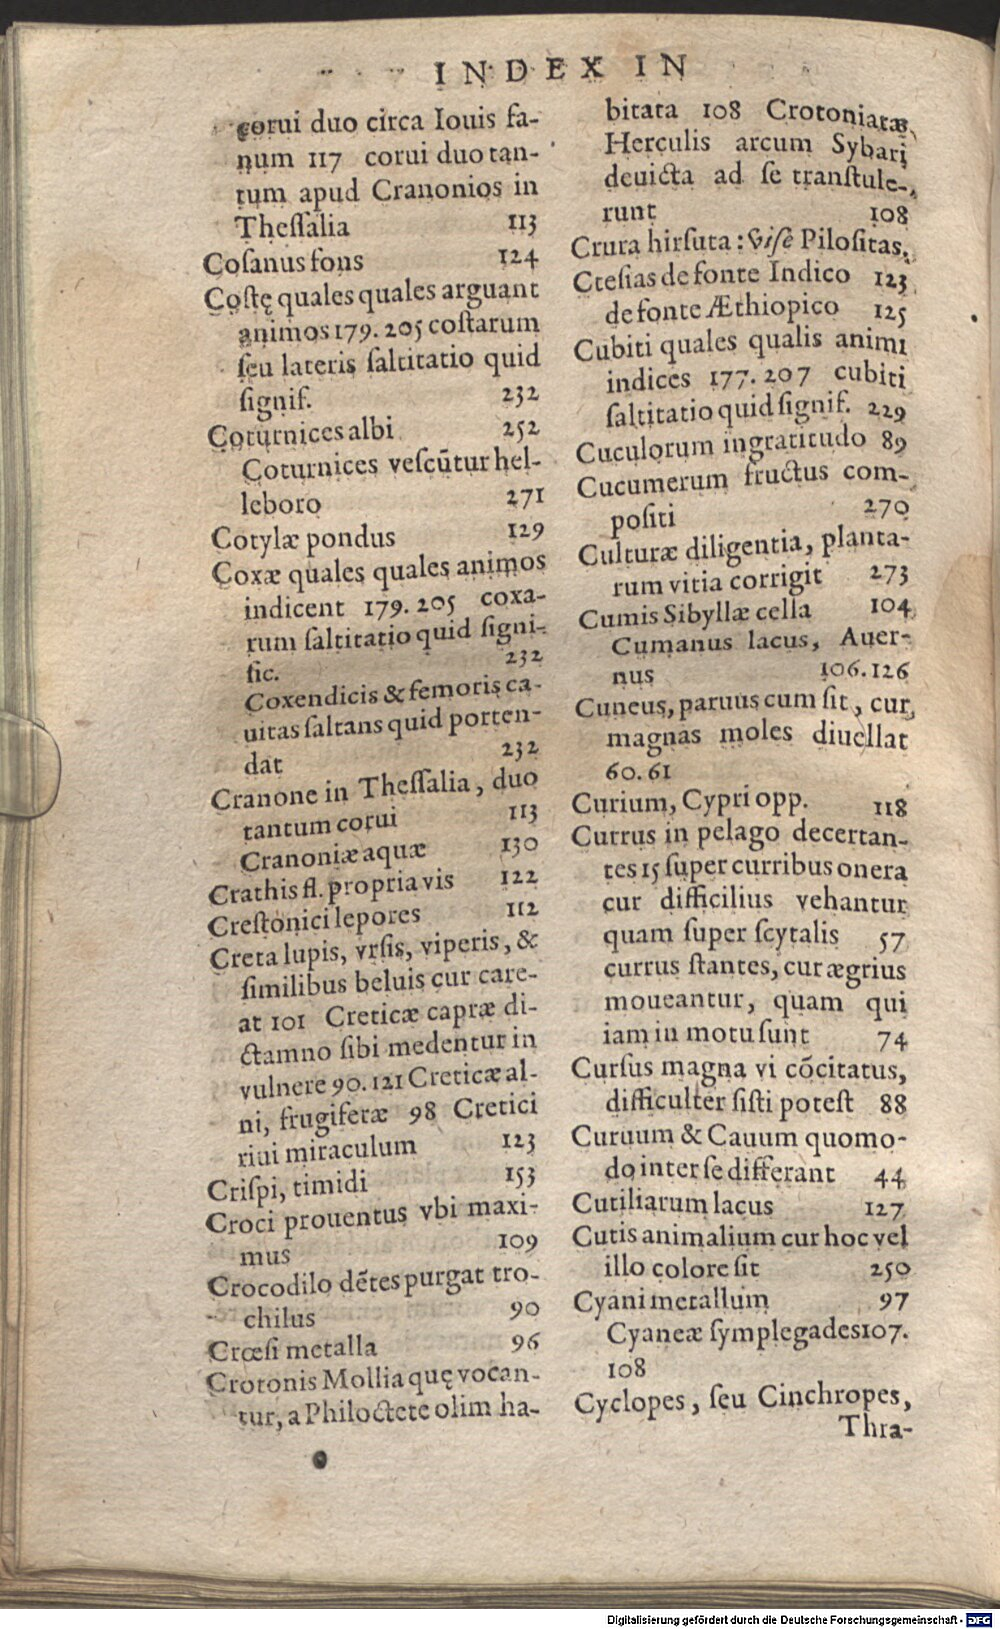 INDEX IN
corui duo circa Iouis fa-
num 117 corui duo tan-
tum apud Cranonios in
Theſſalia 113
Coſanus fons 124
Coſtę quales quales arguant
animos 179. 205 coſtarum
ſeu lateris ſaltitatio quid
ſignif. 232
Coturnices albi 252
Coturnices veſcūtur hel-
leboro 271
Cotylæ pondus 129
Coxæ quales quales animos
indicent 179. 205 coxa-
rum ſaltitatio quid ſigni-
fic. 232
Coxendicis & femoris ca-
uitas ſaltans quid porten-
dat 232
Cranone in Theſſalia, duo
tantum corui 113
Cranoniæ aquæ 130
Crathis fl. propria vis 122
Creſtonici lepores 112
Creta lupis, vrſis, viperis, &
ſimilibus beluis cur care-
at 101 Creticæ capræ di-
ctamno ſibi medentur in
vulnere 90. 121 Creticæ al-
ni, frugiferæ 98 Cretici
riui miraculum 123
Criſpi, timidi 153
Croci prouentus vbi maxi-
mus 109
Crocodilo dētes purgat tro-
chilus 90
Crœſi metalla 96
Crotonis Mollia quę vocan-
tur, a Philoctete olim ha-
bitata 108 Crotoniatæ
Herculis arcum Sybari
deuicta ad ſe tranſtule-
runt 108
Crura hirſuta: Viſe Piloſitas.
Cteſias de fonte Indico 123
de fonte Æthiopico 125
Cubiti quales qualis animi
indices 177. 207 cubiti
ſaltitatio quid ſignif. 229
Cuculorum ingratitudo 89
Cucumerum fructus com-
poſiti 270
Culturæ diligentia, planta-
rum vitia corrigit 273
Cumis Sibyllæ cella 104
Cumanus lacus, Auer-
nus 106. 126
Cuneus, paruus cum ſit, cur
magnas moles diuellat
60. 61
Curium, Cypri opp. 118
Currus in pelago decertan-
tes 15 ſuper curribus onera
cur difficilius vehantur
quam ſuper ſcytalis 57
currus ſtantes, cur ægrius
moueantur, quam qui
iam in motu ſunt 74
Curſus magna vi cōcitatus,
difficulter ſiſti poteſt 88
Curuum & Cauum quomo-
do inter ſe differant 44
Cutiliarum lacus 127
Cutis animalium cur hoc vel
illo colore ſit 250
Cyani metallum 97
Cyaneæ ſymplegades 107.
108
Cyclopes, ſeu Cinchropes,
Thra-
Digitalisierung gefördert durch die Deutsche Forschungsgemeinschaft - DFG